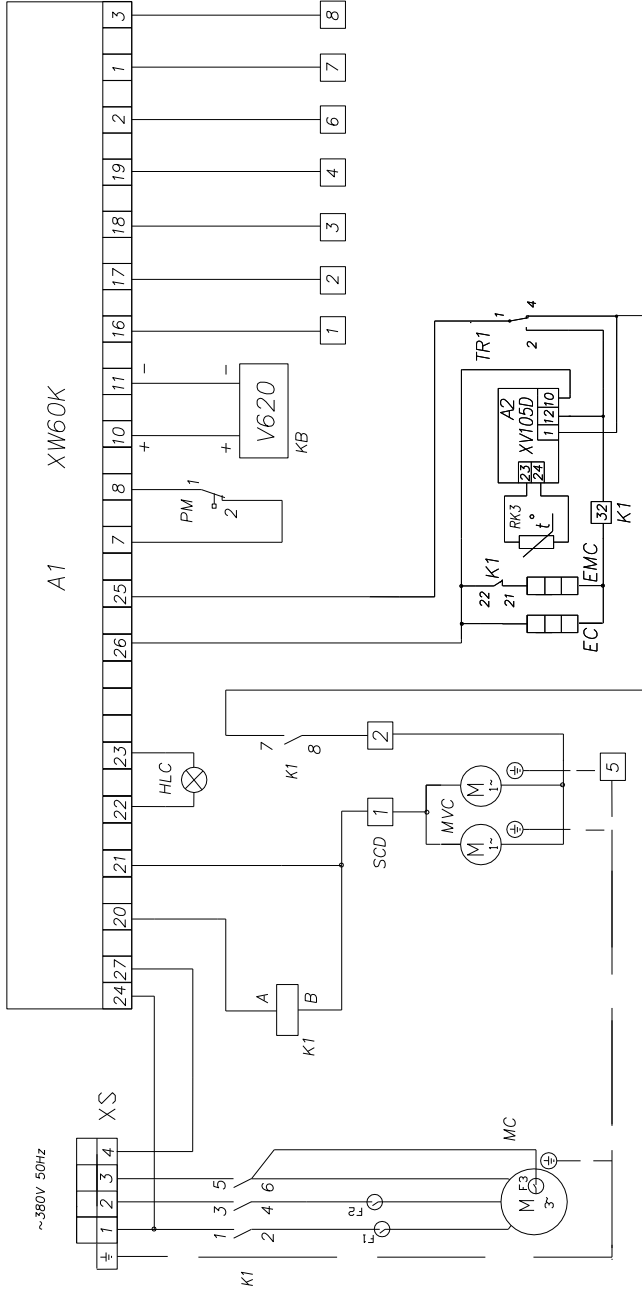 ~380V 50Hz
XS
1 2 3 4
A1 XW60K
24 27 20 21 22 23 26 25 7 8 10 11 16 17 18 19 2 1 3
HLC
PM
1
2
+ −
+ −
V620
KB
1 2 3 4 6 7 8
K1
A
B
K1
1 3 5
2 4 6
F1
F2
M
3~
F3
MC
K1
7
8
SCD
1
2
MVC
M
1~
M
1~
5
EC
EMC
K1
22
21
RK3
t°
23
24
A2
XV105D
1 12 10
32
K1
TR1
1
2
4